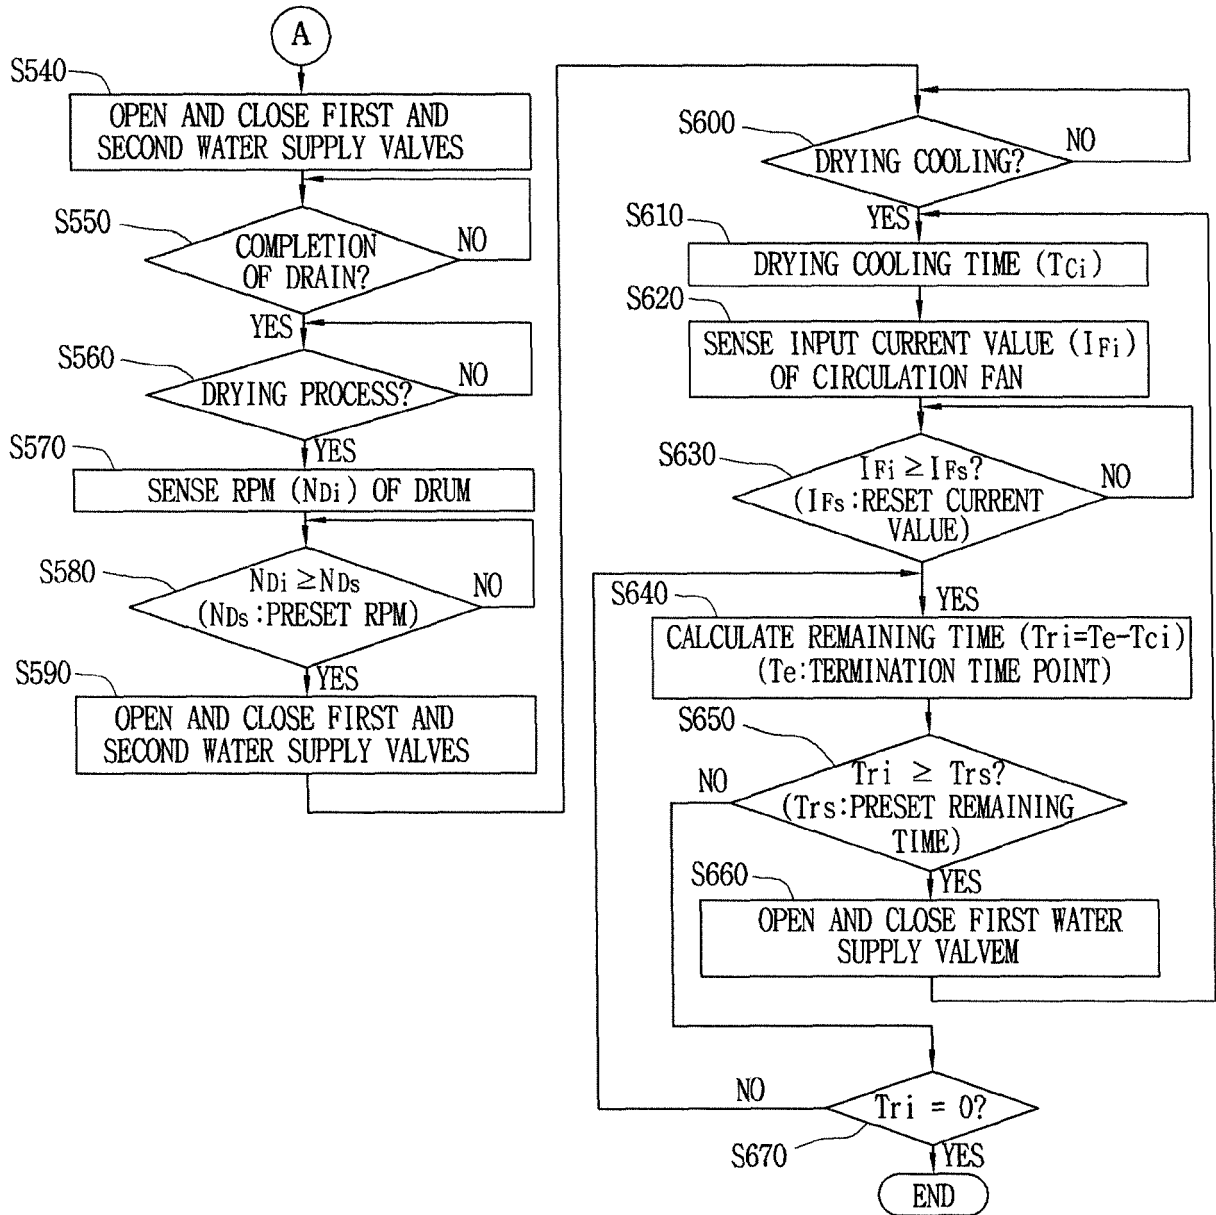 A
S540
OPEN AND CLOSE FIRST AND
SECOND WATER SUPPLY VALVES
S550
COMPLETION
OF DRAIN?
NO
YES
S560
DRYING PROCESS?
NO
YES
S570
SENSE RPM (NDi) OF DRUM
S580
NDi ≥NDs
(NDs:PRESET RPM)
NO
YES
S590
OPEN AND CLOSE FIRST AND
SECOND WATER SUPPLY VALVES
S600
DRYING COOLING?
NO
YES
S610
DRYING COOLING TIME (TCi)
S620
SENSE INPUT CURRENT VALUE (IFi)
OF CIRCULATION FAN
S630
IFi ≥IFs?
(IFs:RESET CURRENT
VALUE)
NO
YES
S640
CALCULATE REMAINING TIME (Tri=Te-Tci)
(Te:TERMINATION TIME POINT)
S650
Tri ≥ Trs?
(Trs:PRESET REMAINING
TIME)
NO
YES
S660
OPEN AND CLOSE FIRST WATER
SUPPLY VALVEM
Tri = 0?
NO
S670
YES
END